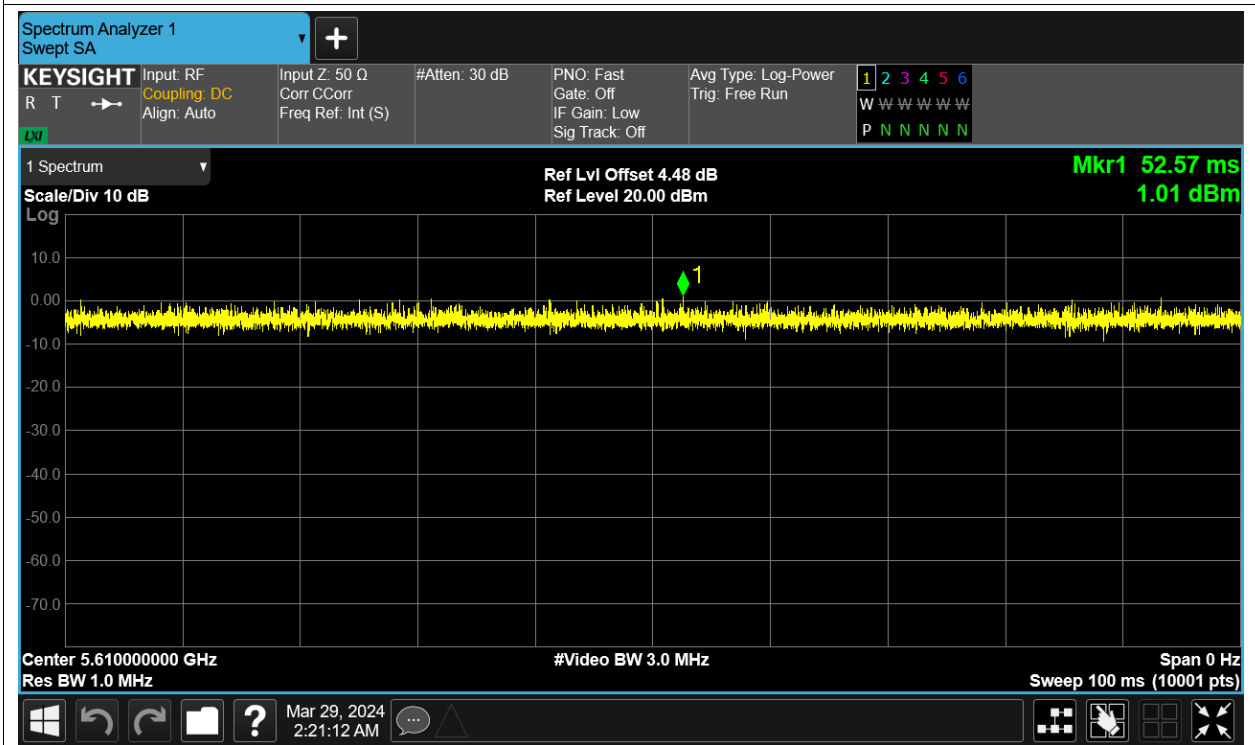 Spectrum Analyzer 1
Swept SA
KEYSIGHT
R T
LXI
Input: RF
Coupling: DC
Align: Auto
Input Z: 50 Ω
Corr CCorr
Freq Ref: Int (S)
#Atten: 30 dB
PNO: Fast
Gate: Off
IF Gain: Low
Sig Track: Off
Avg Type: Log-Power
Trig: Free Run
1 2 3 4 5 6
W W W W W W
P N N N N N
1 Spectrum
Scale/Div 10 dB
Ref Lvl Offset 4.48 dB
Ref Level 20.00 dBm
Mkr1 52.57 ms
1.01 dBm
Log
10.0
0.00
-10.0
-20.0
-30.0
-40.0
-50.0
-60.0
-70.0
1
Center 5.610000000 GHz
Res BW 1.0 MHz
#Video BW 3.0 MHz
Span 0 Hz
Sweep 100 ms (10001 pts)
?
Mar 29, 2024
2:21:12 AM